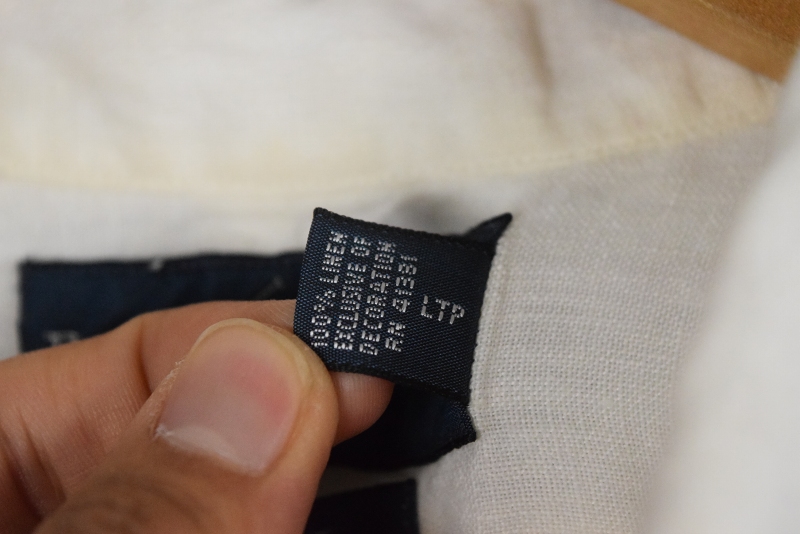 100% LINEN
EXCLUSIVE OF
DECORATION
RN 41381
LTP